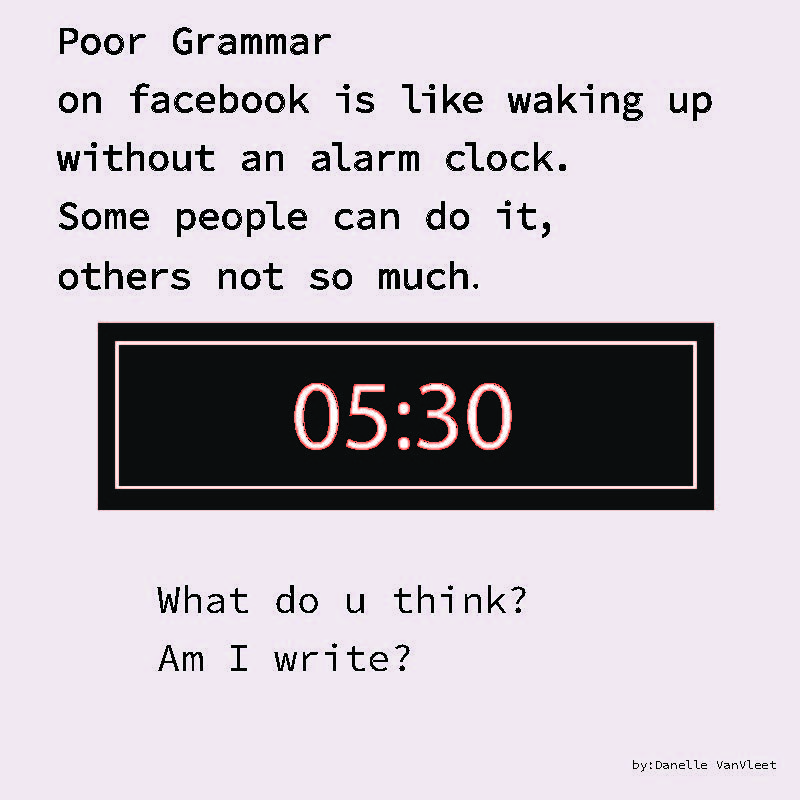 Poor Grammar
on facebook is like waking up
without an alarm clock.
Some people can do it,
others not so much.
05:30
What do u think?
Am I write?
by:Danelle VanVleet